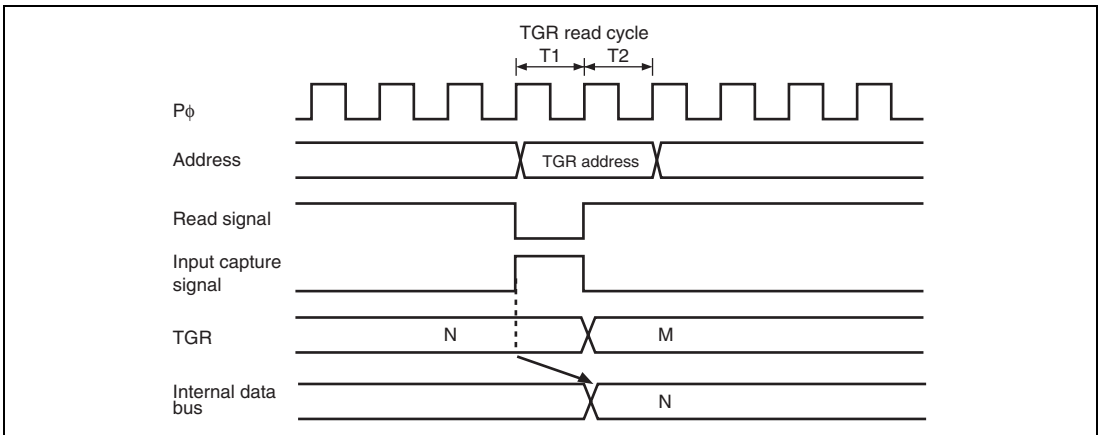 TGR read cycle
T1 T2
Pϕ
Address
TGR address
Read signal
Input capture
signal
TGR
N M
Internal data
bus
N